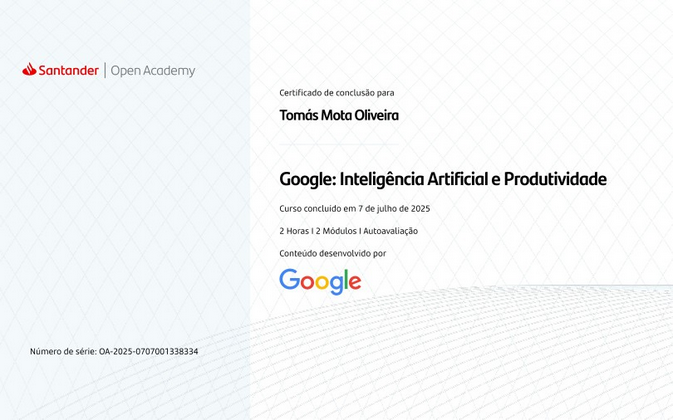 Santander | Open Academy
Certificado de conclusão para
Tomás Mota Oliveira
Google: Inteligência Artificial e Produtividade
Curso concluído em 7 de julho de 2025
2 Horas I 2 Módulos I Autoavaliação
Conteúdo desenvolvido por
Google
Número de série: OA-2025-0707001338334